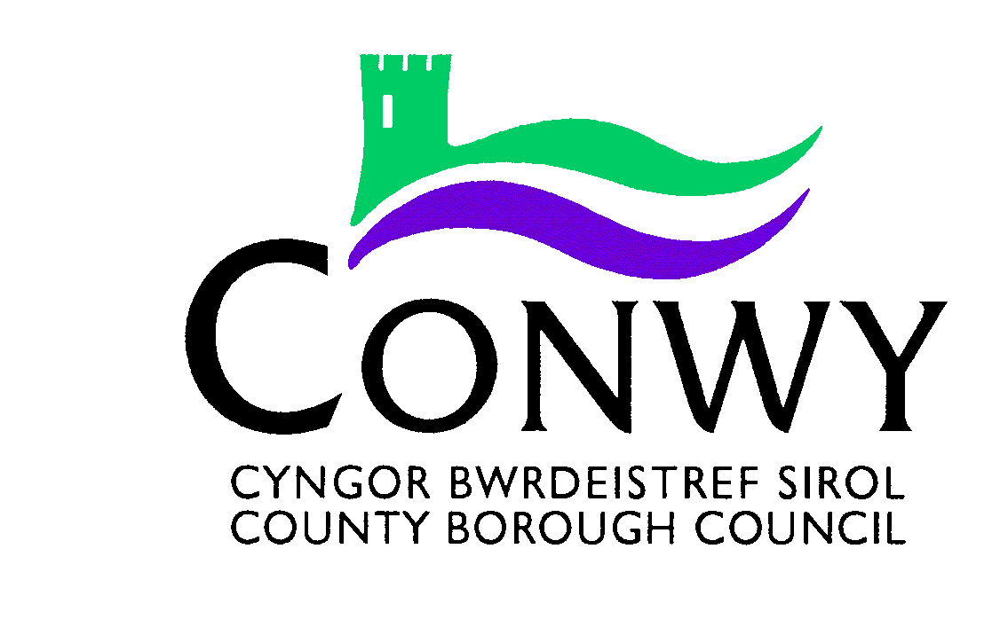 CONWY
CYNGOR BWRDEISTREF SIROL
COUNTY BOROUGH COUNCIL